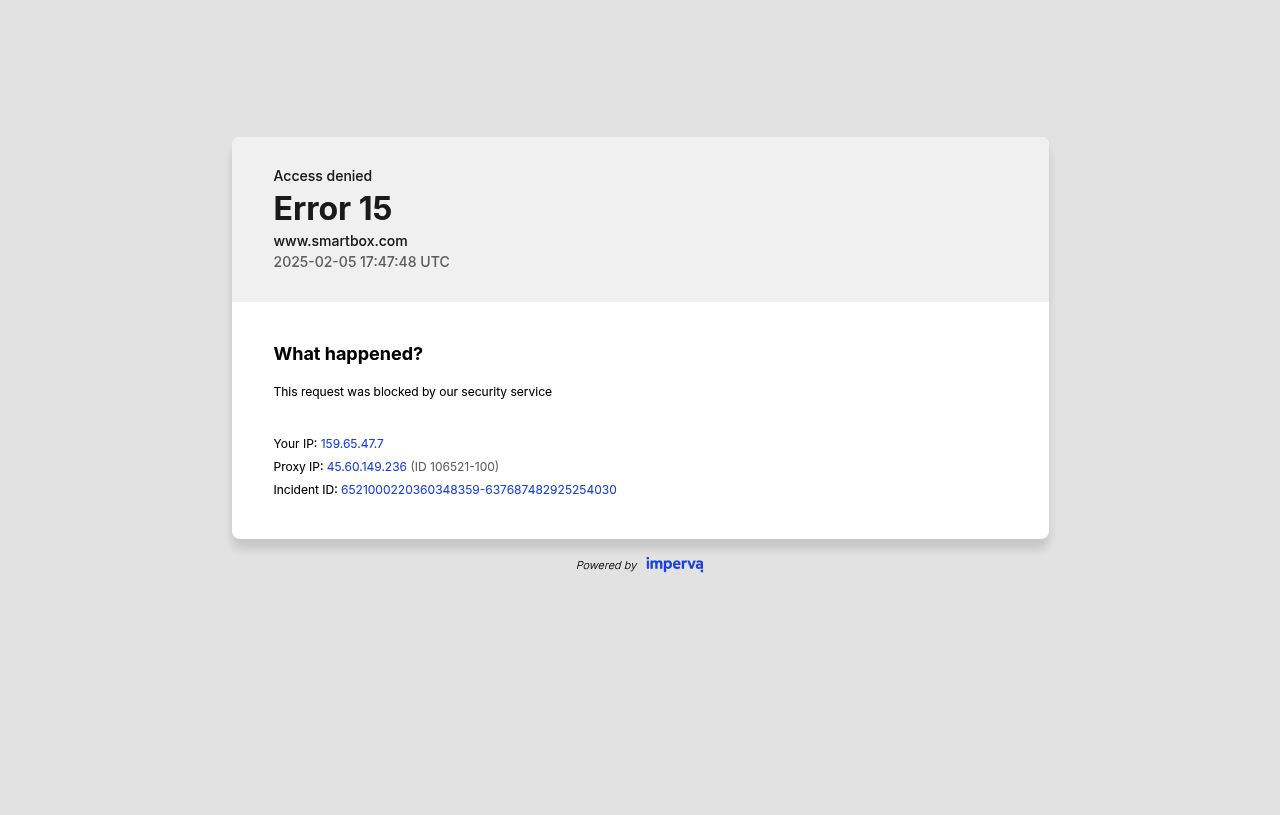 Access denied
Error 15
www.smartbox.com
2025-02-05 17:47:48 UTC
What happened?
This request was blocked by our security service
Your IP: 159.65.47.7
Proxy IP: 45.60.149.236 (ID 106521-100)
Incident ID: 6521000220360348359-637687482925254030
Powered by imperva